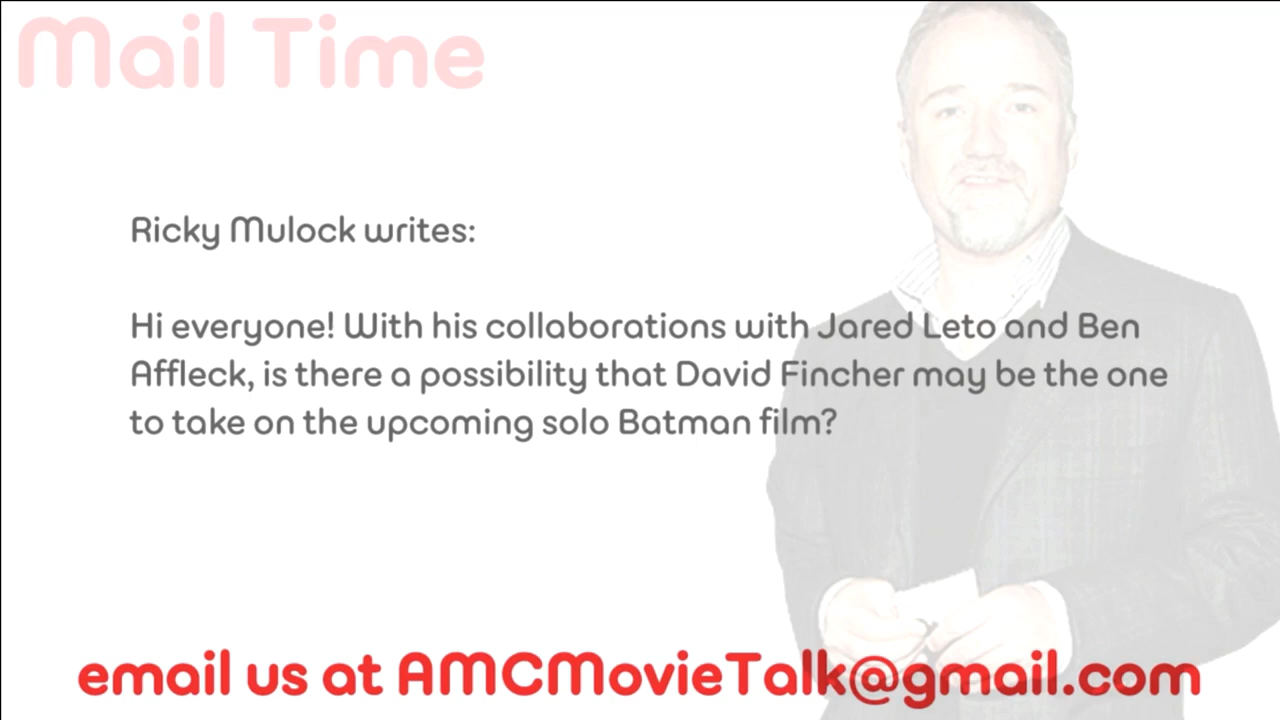 Mail Time
Ricky Mulock writes:
Hi everyone! With his collaborations with Jared Leto and Ben
Affleck, is there a possibility that David Fincher may be the one
to take on the upcoming solo Batman film?
email us at AMCMovieTalk@gmail.com